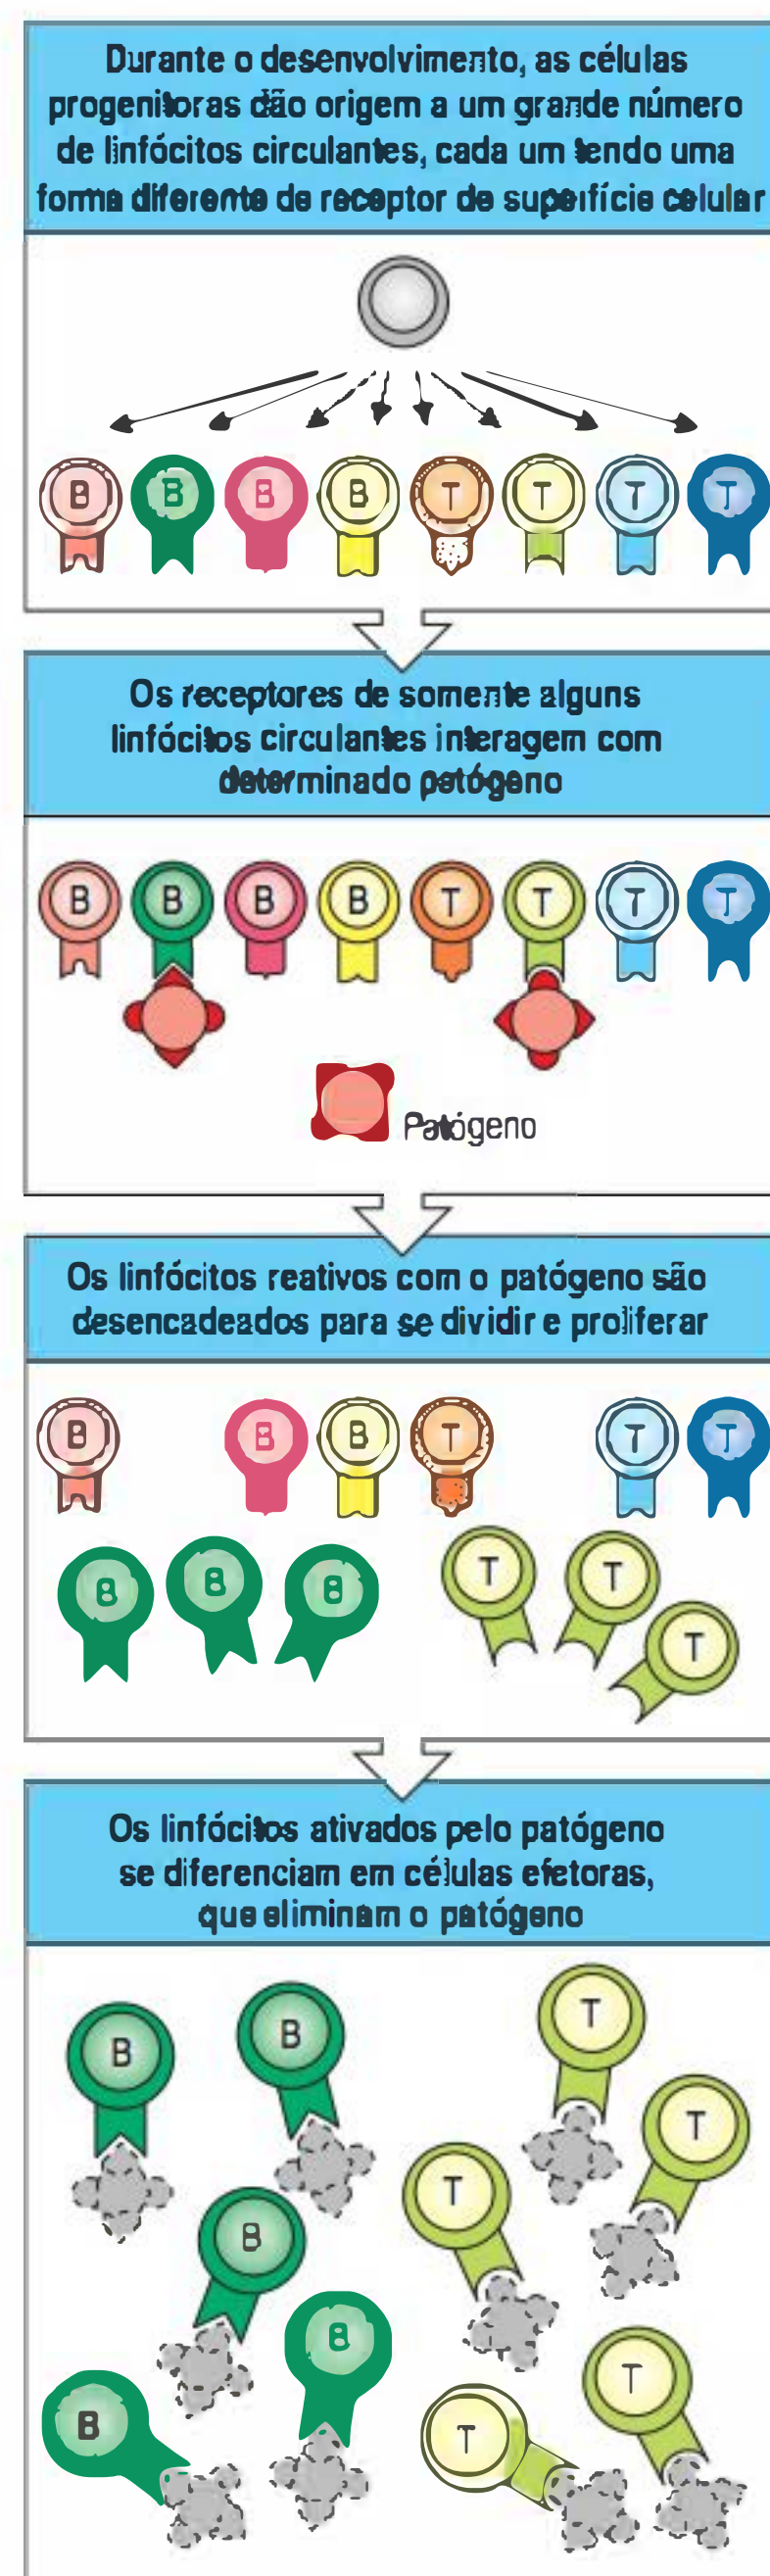 Durante o desenvolvimento, as células
progenitoras dão origem a um grande número
de linfócitos circulantes, cada um tendo uma
forma diferente de receptor de superfície celular
B B B B T T T T
Os receptores de somente alguns
linfócitos circulantes interagem com
determinado patógeno
B B B B T T T T
Patógeno
Os linfócitos reativos com o patógeno são
desencadeados para se dividir e proliferar
B B B T T T
B B B T T T
Os linfócitos ativados pelo patógeno
se diferenciam em células efetoras,
que eliminam o patógeno
B B T
T
T
B
B
T
B T